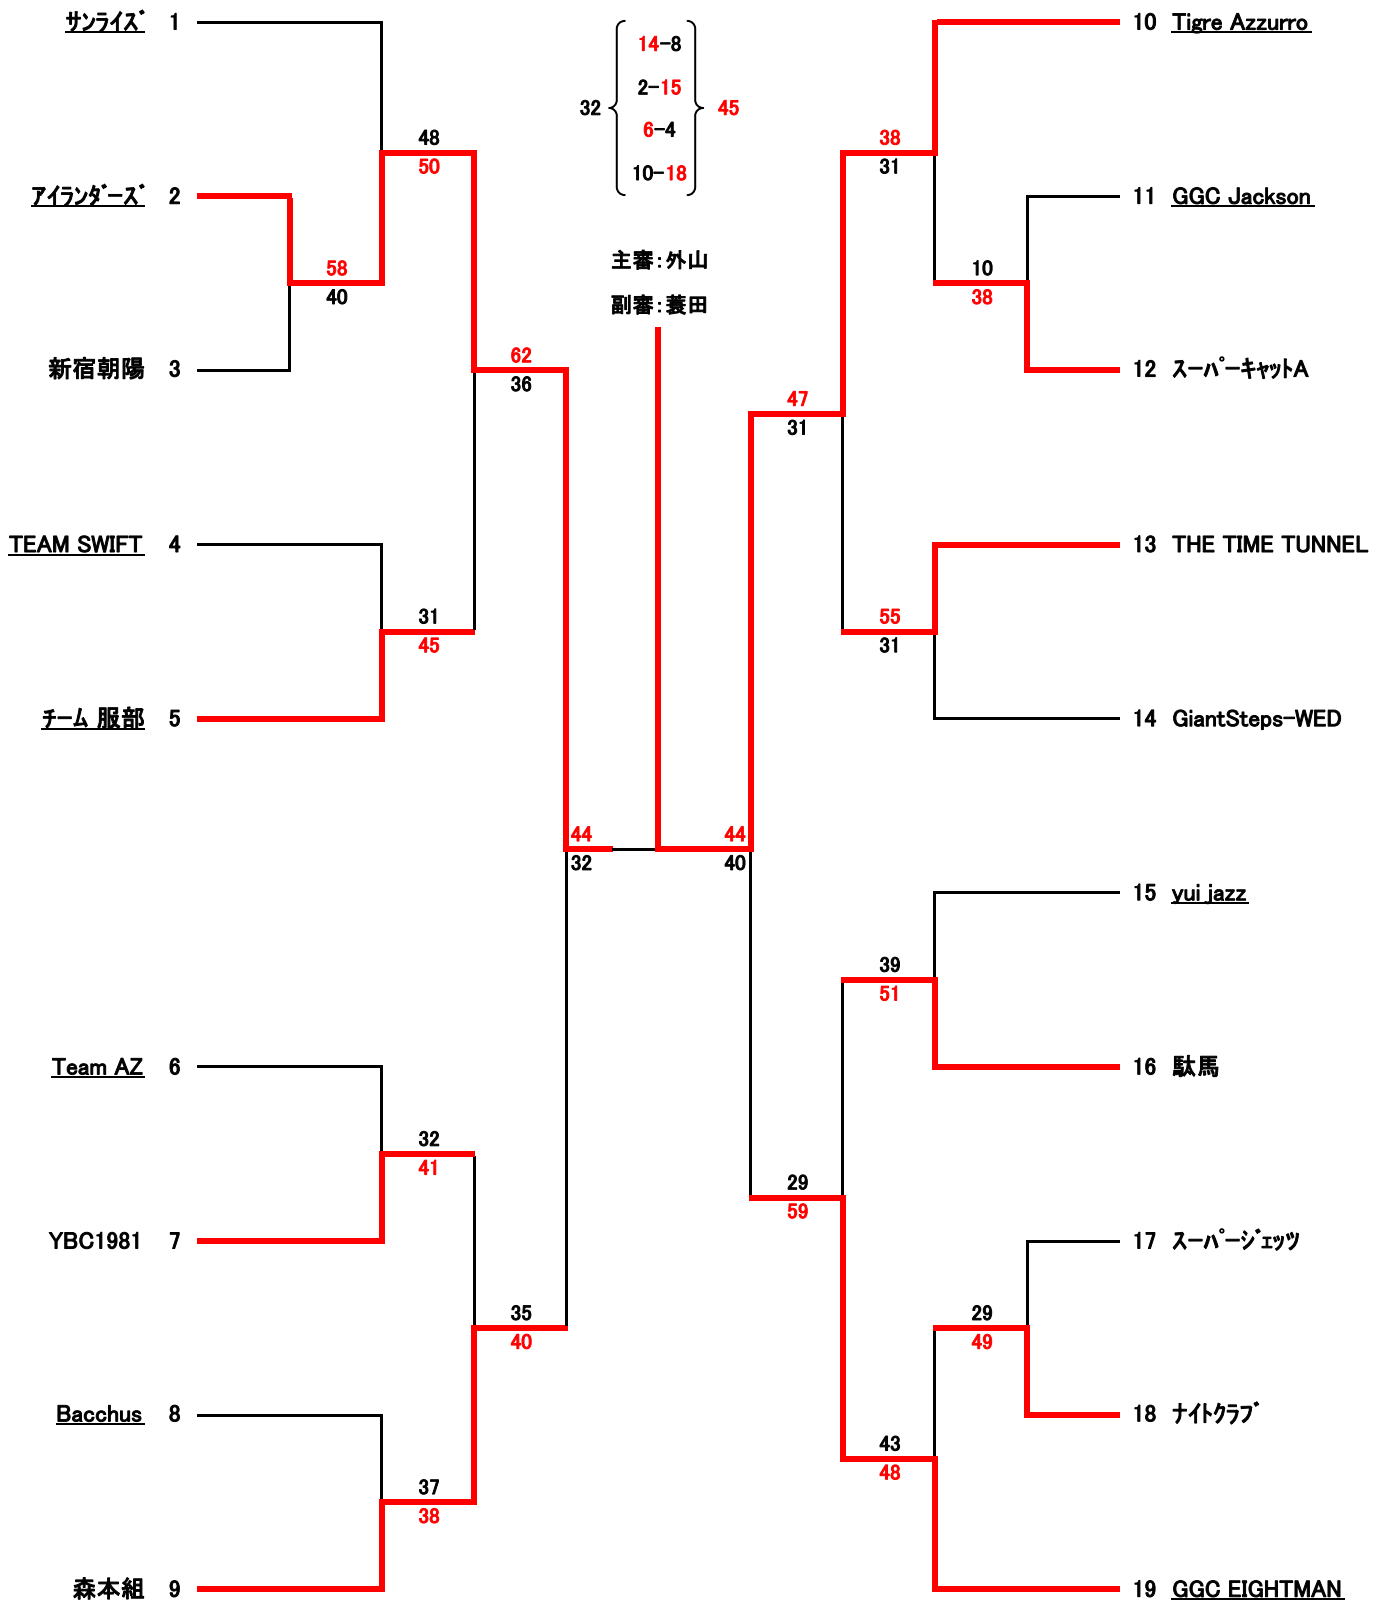 サンライズ 1
48
50
アイランダーズ 2
58
40
新宿朝陽 3
62
36
TEAM SWIFT 4
31
45
チーム 服部 5
44
32
Team AZ 6
32
41
YBC1981 7
35
40
Bacchus 8
37
38
森本組 9
14-8
2-15
32 45
6-4
10-18
主審:外山
副審:蓑田
10 Tigre Azzurro
38
31
11 GGC Jackson
10
38
12 スーパーキャットA
47
31
13 THE TIME TUNNEL
55
31
14 GiantSteps-WED
44
40
15 yui jazz
39
51
16 駄馬
29
59
17 スーパージェッツ
29
49
18 ナイトクラブ
43
48
19 GGC EIGHTMAN